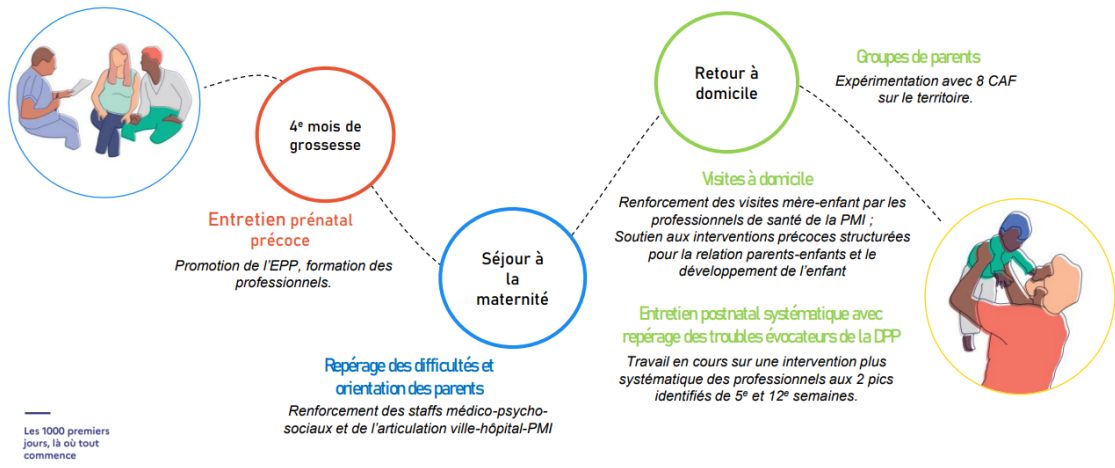 4e mois de
grossesse
Entretien prénatal
précoce
Promotion de l’EPP, formation des
professionnels.
Séjour à
la
maternité
Repérage des difficultés et
orientation des parents
Renforcement des staffs médico-psycho-
sociaux et de l’articulation ville-hôpital-PMI
Retour à
domicile
Groupes de parents
Expérimentation avec 8 CAF
sur le territoire.
Visites à domicile
Renforcement des visites mère-enfant par les
professionnels de santé de la PMI ;
Soutien aux interventions précoces structurées
pour la relation parents-enfants et le
développement de l’enfant
Entretien postnatal systématique avec
repérage des troubles évocateurs de la DPP
Travail en cours sur une intervention plus
systématique des professionnels aux 2 pics
identifiés de 5e et 12e semaines.
Les 1000 premiers
jours, là où tout
commence